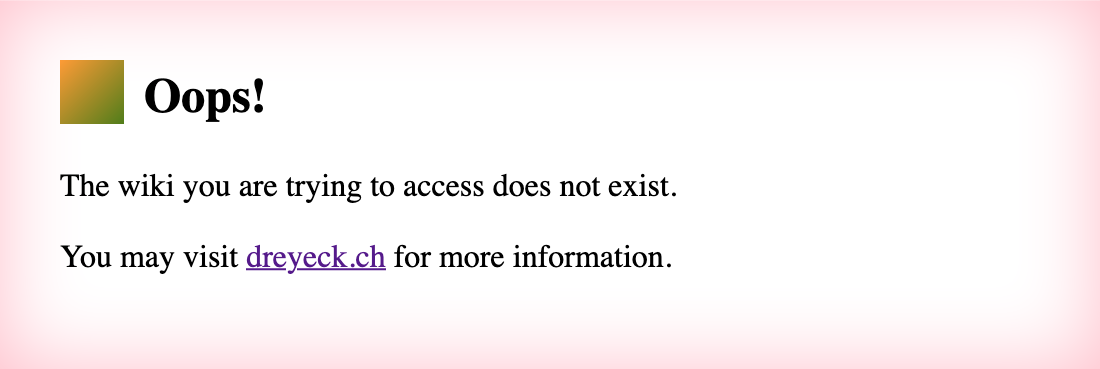 Oops!
The wiki you are trying to access does not exist.
You may visit dreyeck.ch for more information.